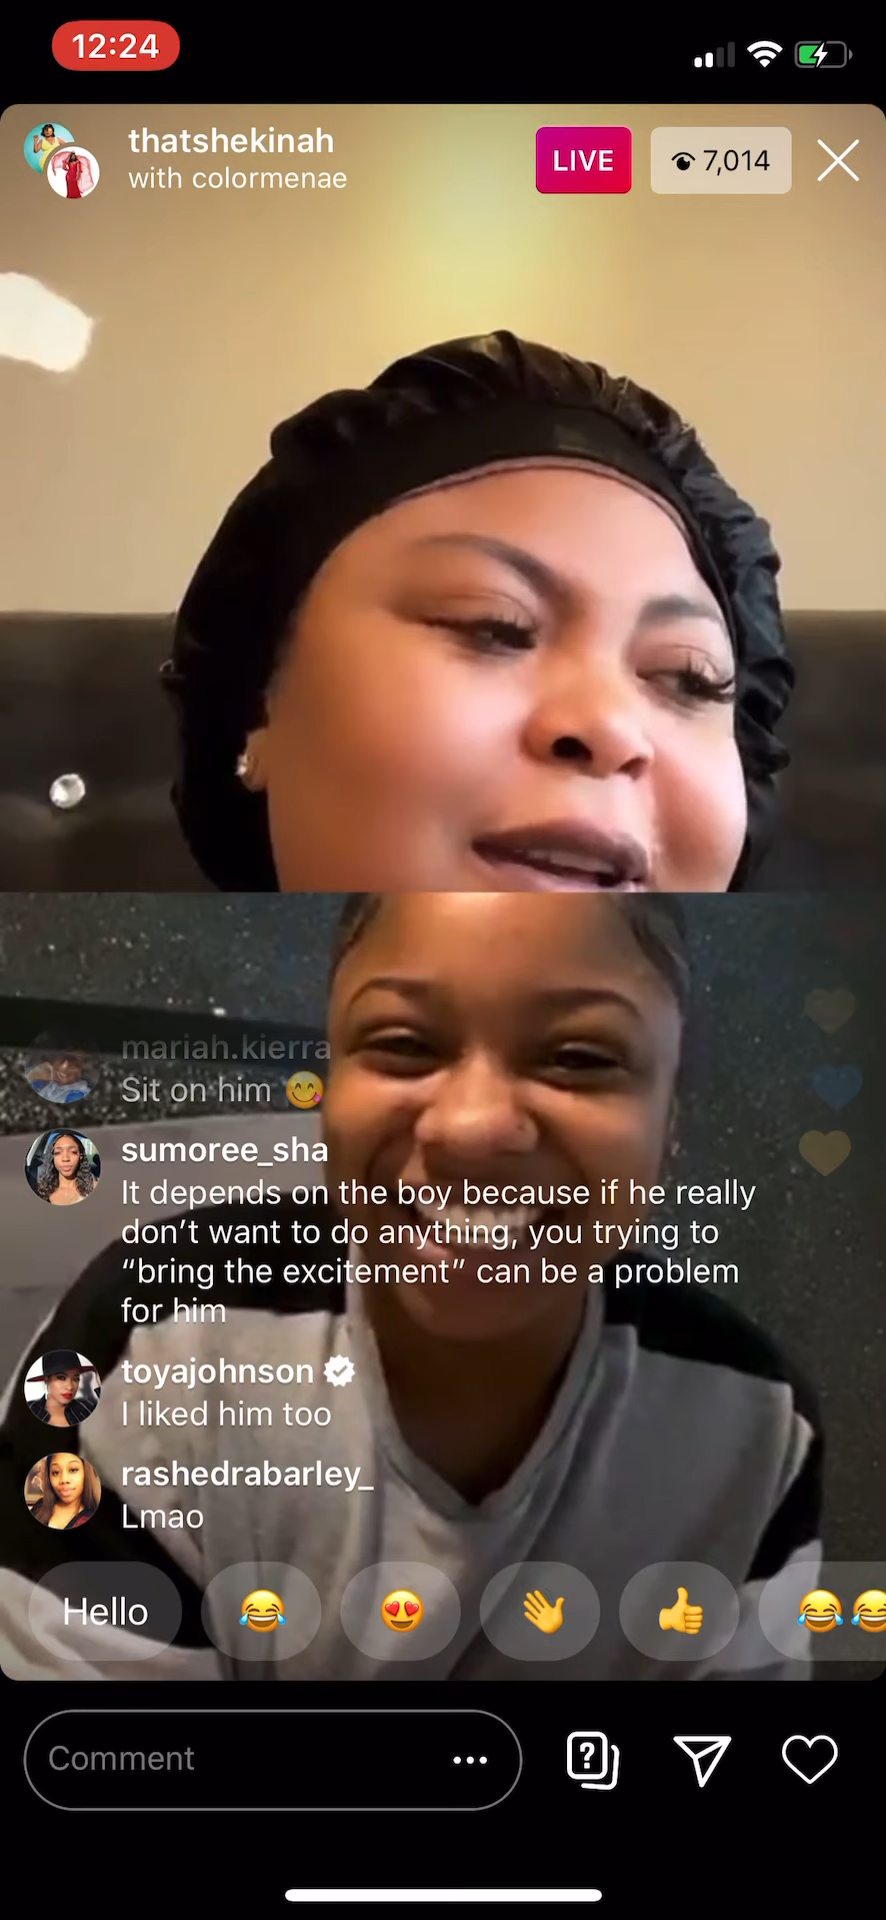 12:24
thatshekinah
with colormenae
LIVE
7,014
mariah.kierra
Sit on him 😋
sumoree_sha
It depends on the boy because if he really
don’t want to do anything, you trying to
“bring the excitement” can be a problem
for him
toyajohnson
I liked him too
rashedrabarley_
Lmao
Hello
Comment
?